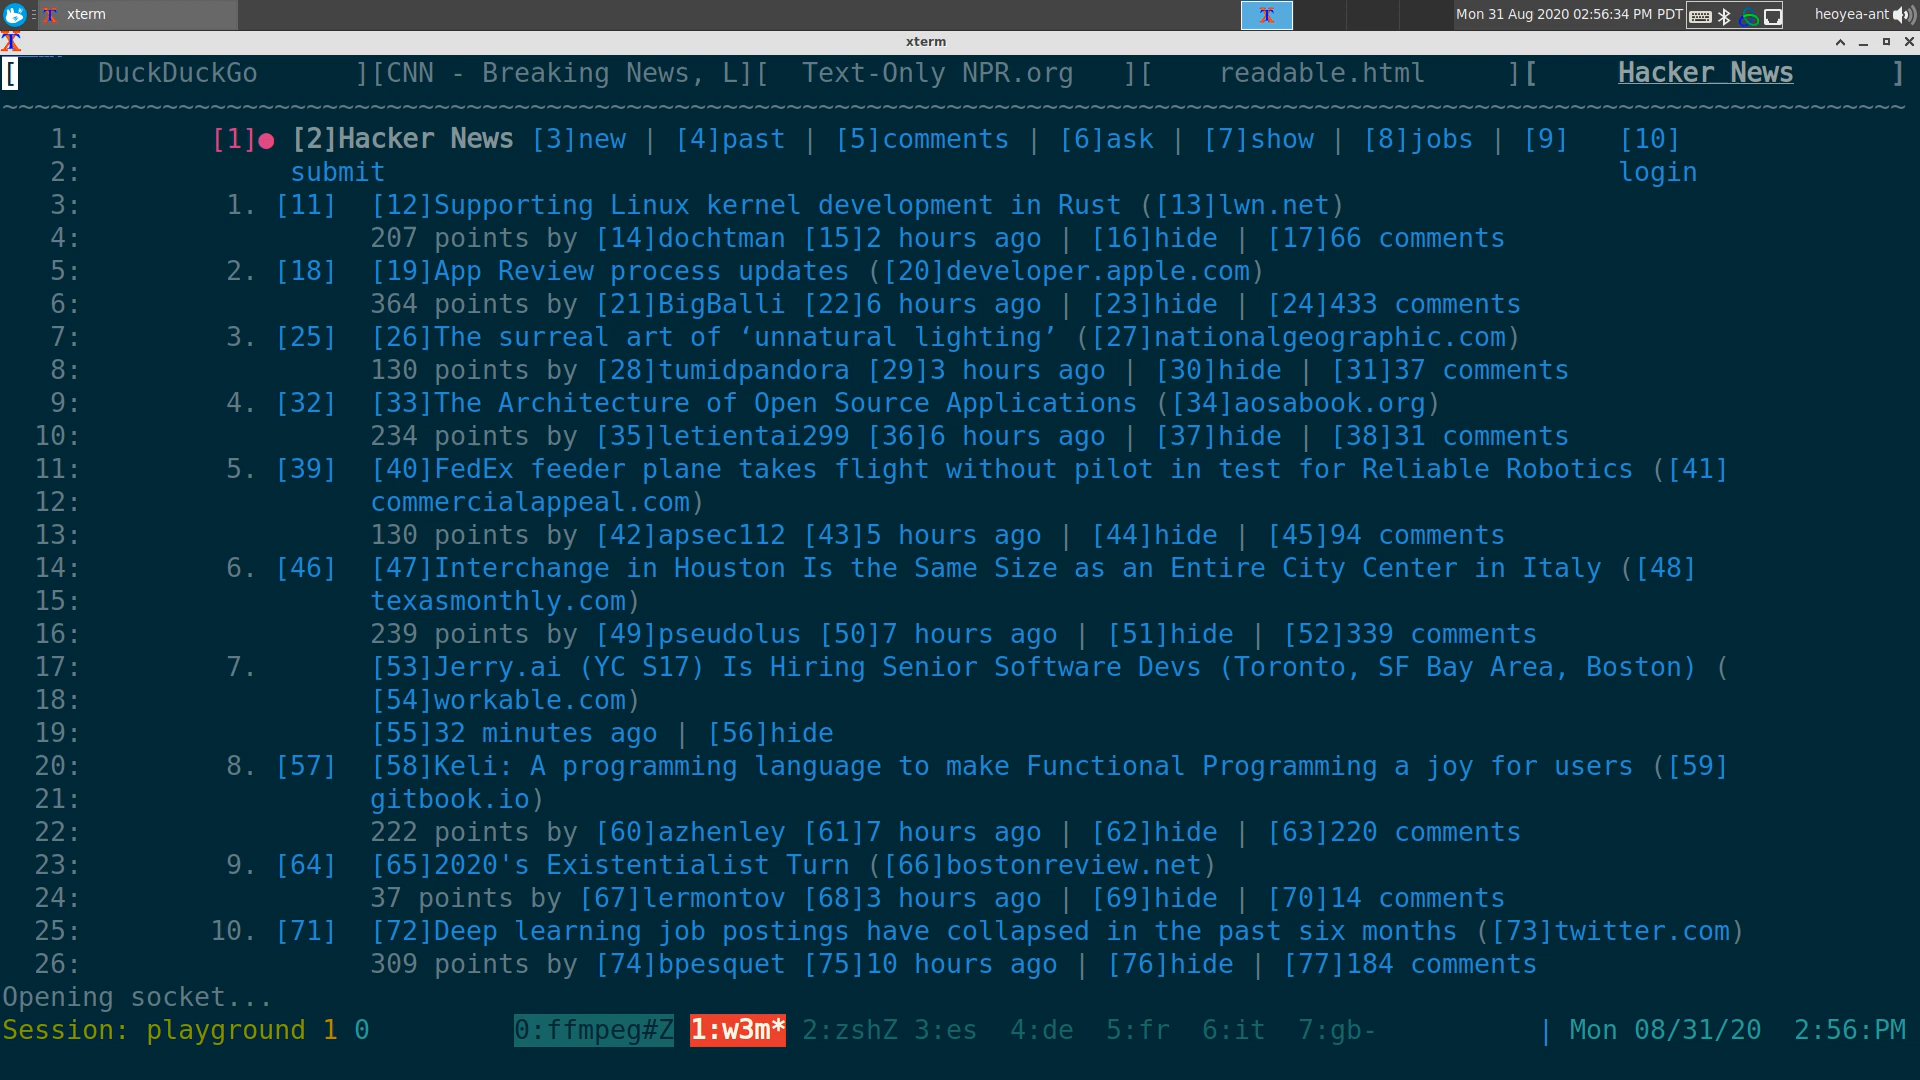 xterm Mon 31 Aug 2020 02:56:34 PM PDT heoyea-ant
xterm
[ DuckDuckGo ][CNN - Breaking News, L][ Text-Only NPR.org ][ readable.html ][ Hacker News ]
~~~~~~~~~~~~~~~~~~~~~~~~~~~~~~~~~~~~~~~~~~~~~~~~~~~~~~~~~~~~~~~~~~~~~~~~~~~~~~~~~~~~~~~~~~~~~~~~~~~~~~~~~~~~~~~~~~~~~~~
1: [1]● [2]Hacker News [3]new | [4]past | [5]comments | [6]ask | [7]show | [8]jobs | [9] [10]
2: submit login
3: 1. [11] [12]Supporting Linux kernel development in Rust ([13]lwn.net)
4: 207 points by [14]dochtman [15]2 hours ago | [16]hide | [17]66 comments
5: 2. [18] [19]App Review process updates ([20]developer.apple.com)
6: 364 points by [21]BigBalli [22]6 hours ago | [23]hide | [24]433 comments
7: 3. [25] [26]The surreal art of ‘unnatural lighting’ ([27]nationalgeographic.com)
8: 130 points by [28]tumidpandora [29]3 hours ago | [30]hide | [31]37 comments
9: 4. [32] [33]The Architecture of Open Source Applications ([34]aosabook.org)
10: 234 points by [35]letientai299 [36]6 hours ago | [37]hide | [38]31 comments
11: 5. [39] [40]FedEx feeder plane takes flight without pilot in test for Reliable Robotics ([41]
12: commercialappeal.com)
13: 130 points by [42]apsec112 [43]5 hours ago | [44]hide | [45]94 comments
14: 6. [46] [47]Interchange in Houston Is the Same Size as an Entire City Center in Italy ([48]
15: texasmonthly.com)
16: 239 points by [49]pseudolus [50]7 hours ago | [51]hide | [52]339 comments
17: 7. [53]Jerry.ai (YC S17) Is Hiring Senior Software Devs (Toronto, SF Bay Area, Boston) (
18: [54]workable.com)
19: [55]32 minutes ago | [56]hide
20: 8. [57] [58]Keli: A programming language to make Functional Programming a joy for users ([59]
21: gitbook.io)
22: 222 points by [60]azhenley [61]7 hours ago | [62]hide | [63]220 comments
23: 9. [64] [65]2020's Existentialist Turn ([66]bostonreview.net)
24: 37 points by [67]lermontov [68]3 hours ago | [69]hide | [70]14 comments
25: 10. [71] [72]Deep learning job postings have collapsed in the past six months ([73]twitter.com)
26: 309 points by [74]bpesquet [75]10 hours ago | [76]hide | [77]184 comments
Opening socket...
Session: playground 1 0 0:ffmpeg#Z 1:w3m* 2:zshZ 3:es 4:de 5:fr 6:it 7:gb- | Mon 08/31/20 2:56:PM